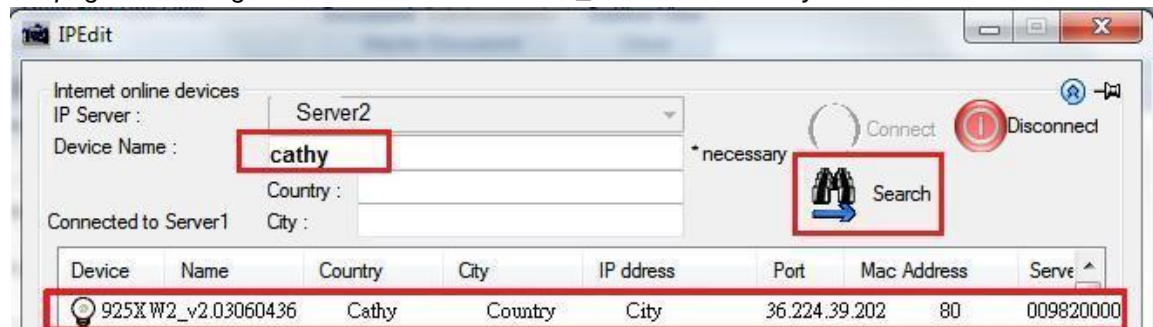 IPEdit
Internet online devices
IP Server : Server2
Connect Disconnect
Device Name : cathy * necessary
Search
Country :
Connected to Server1 City :
Device Name Country City IP ddress Port Mac Address Serve
925XW2_v2.03060436 Cathy Country City 36.224.39.202 80 009820000